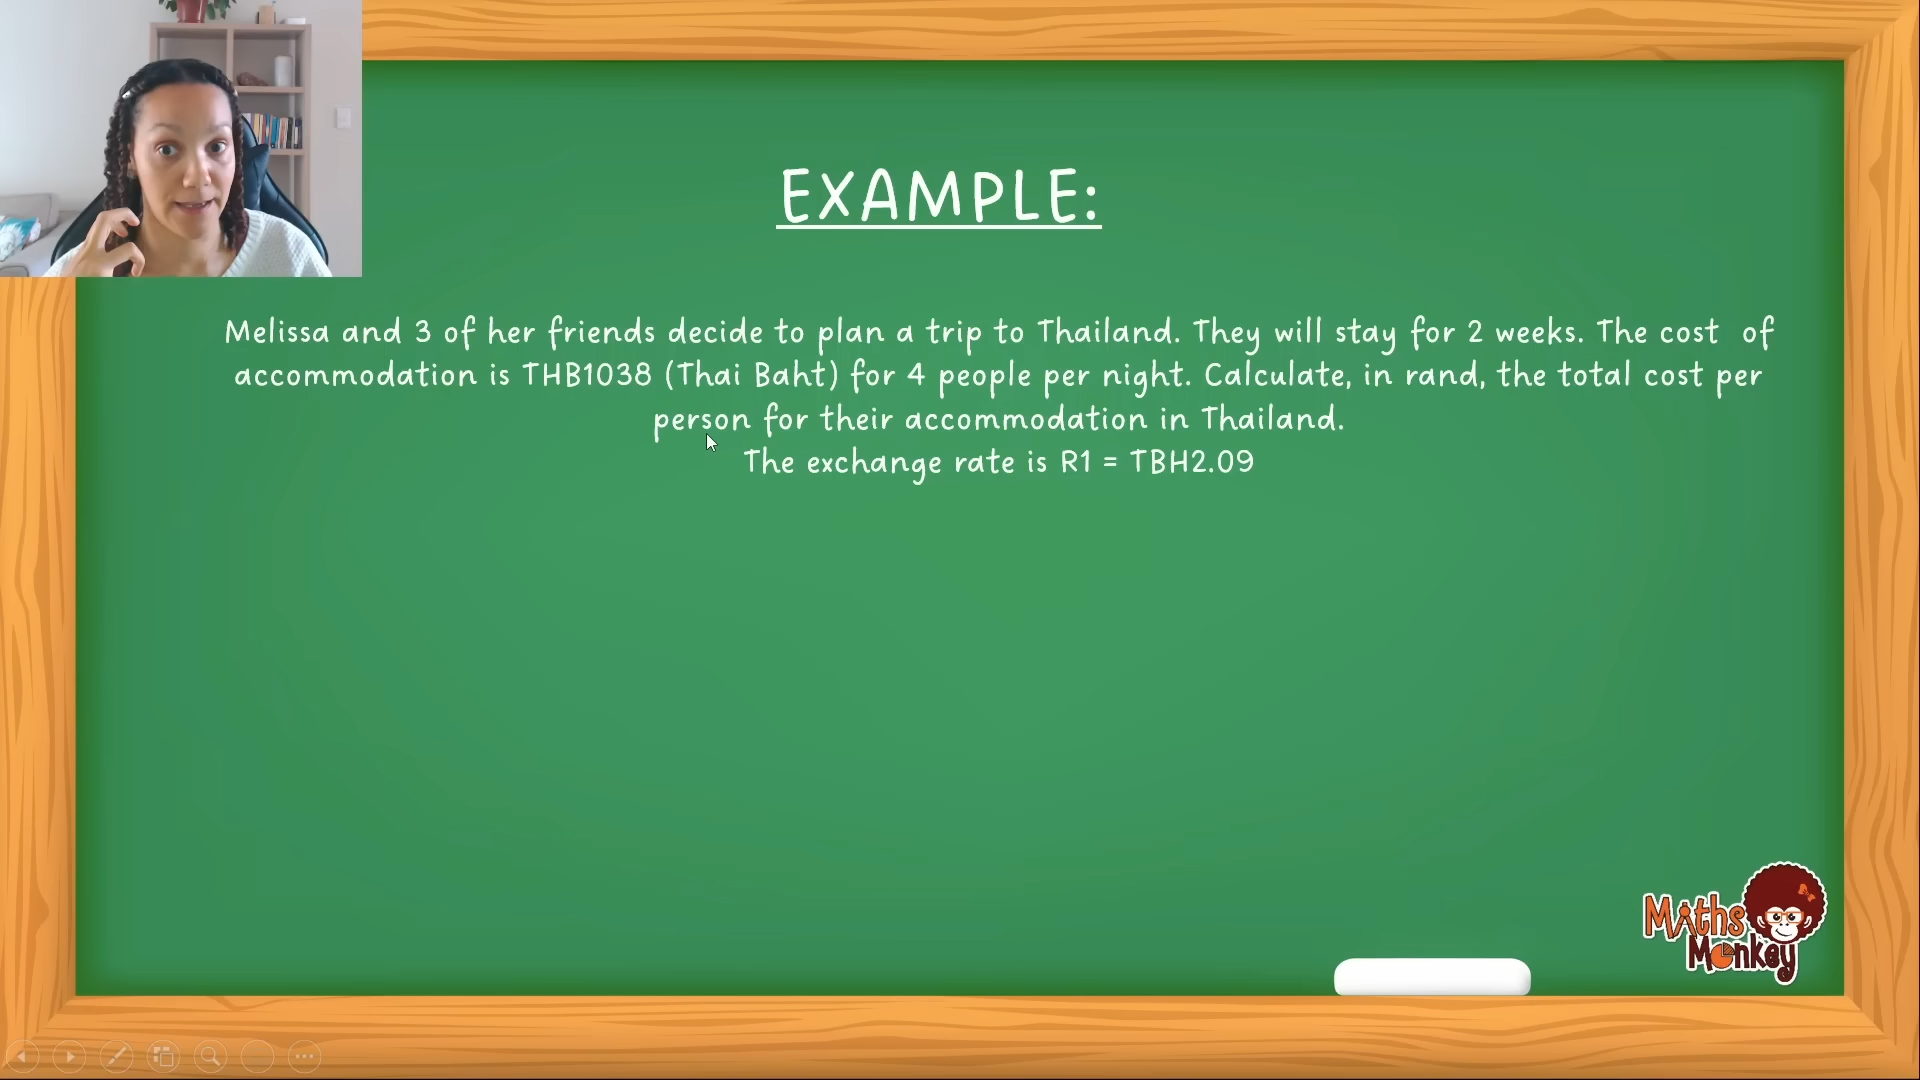 EXAMPLE:
Melissa and 3 of her friends decide to plan a trip to Thailand. They will stay for 2 weeks. The cost of
accommodation is THB1038 (Thai Baht) for 4 people per night. Calculate, in rand, the total cost per
person for their accommodation in Thailand.
The exchange rate is R1 = TBH2.09
Maths
Monkey